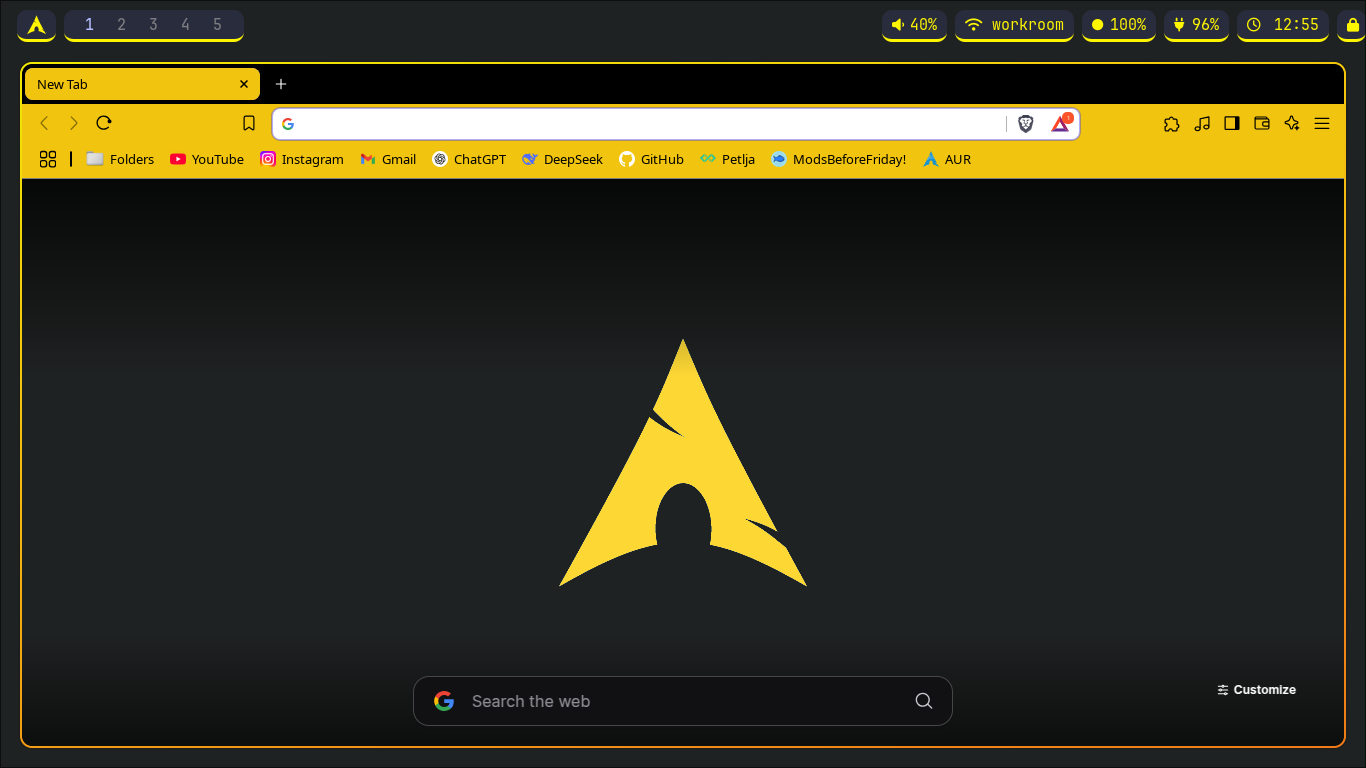 1 2 3 4 5 40% workroom 100% 96% 12:55
New Tab
Folders YouTube Instagram Gmail ChatGPT DeepSeek GitHub Petlja ModsBeforeFriday! AUR
Customize
Search the web